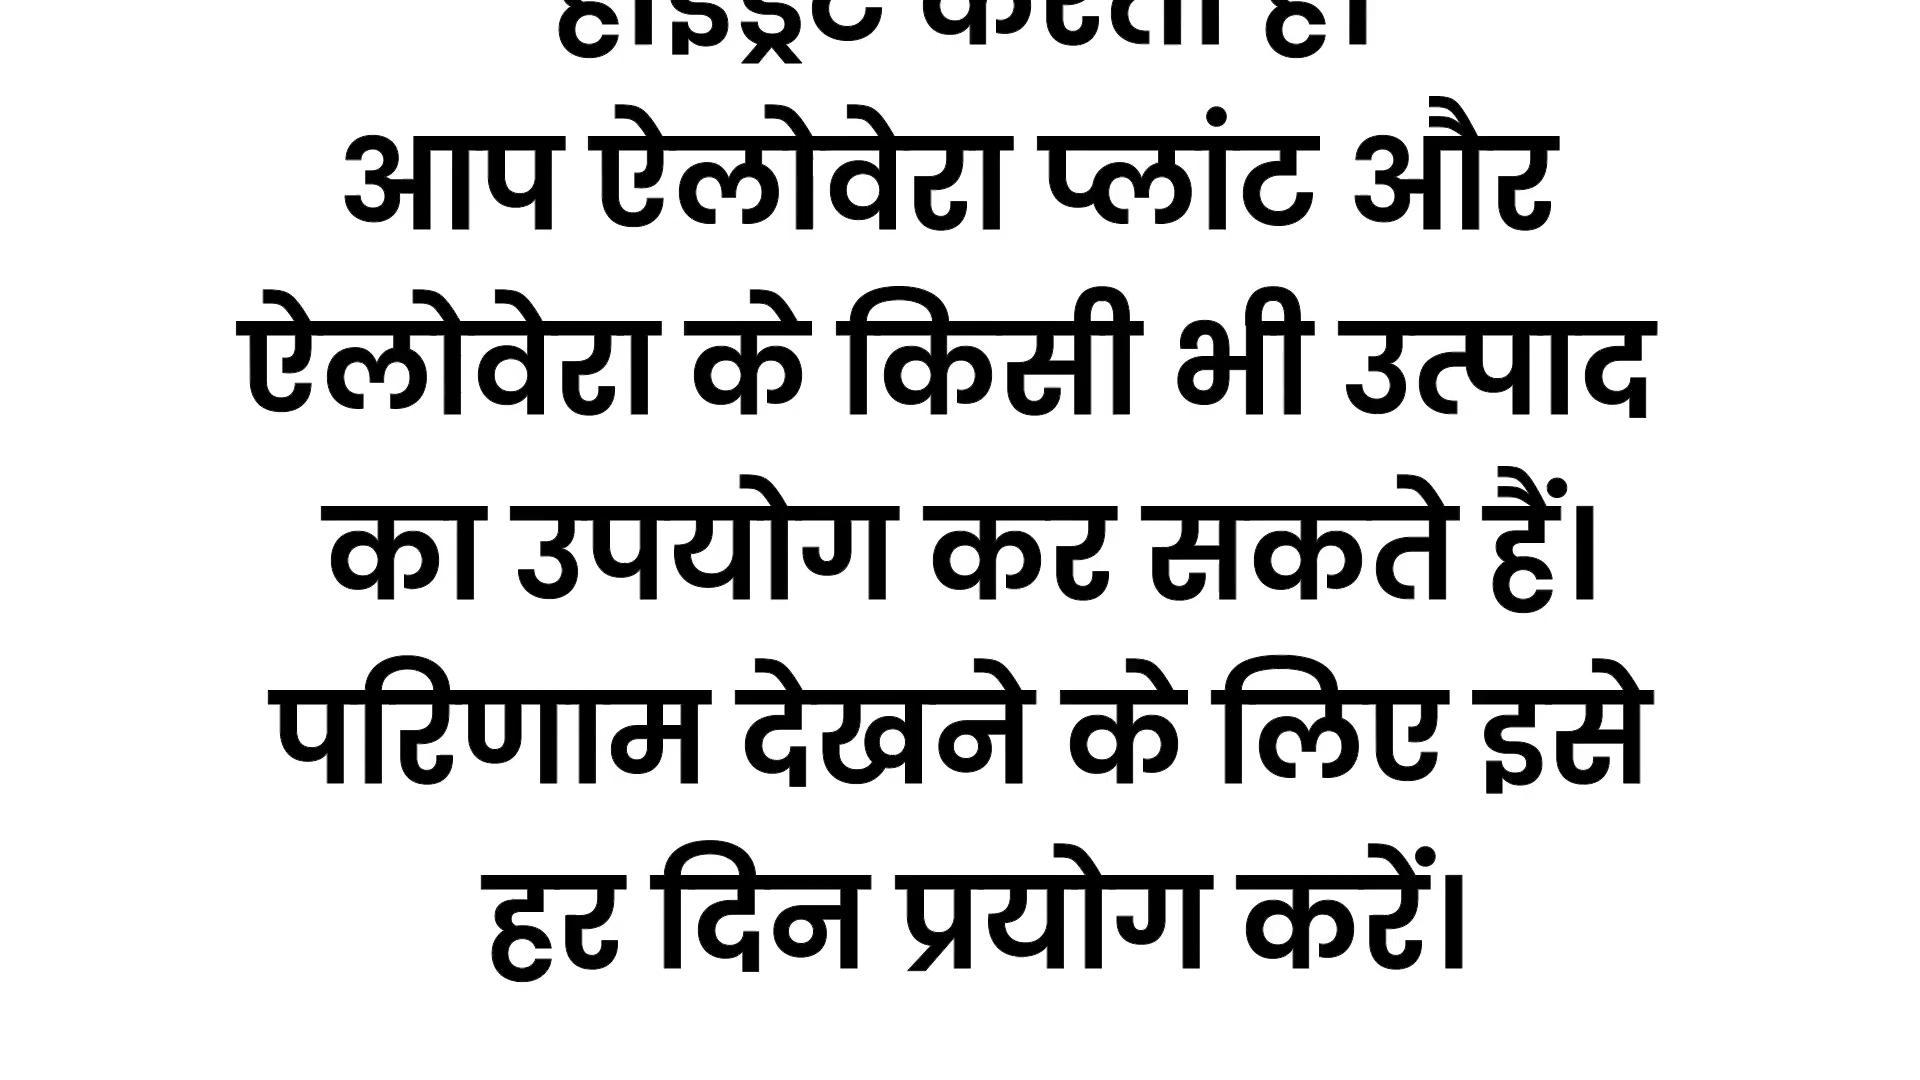 हाइड्रेट करता है।
आप ऐलोवेरा प्लांट और
ऐलोवेरा के किसी भी उत्पाद
का उपयोग कर सकते हैं।
परिणाम देखने के लिए इसे
हर दिन प्रयोग करें।